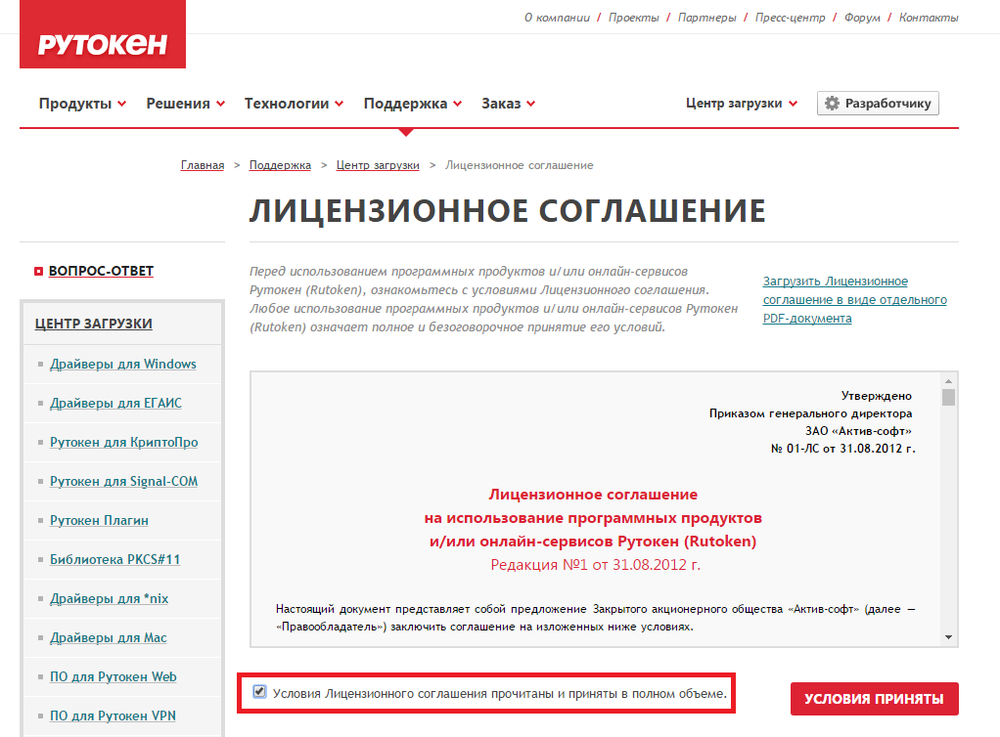 О компании / Проекты / Партнеры / Пресс-центр / Форум / Контакты
РУТОКЕН
Продукты Решения Технологии Поддержка Заказ Центр загрузки Разработчику
Главная > Поддержка > Центр загрузки > Лицензионное соглашение
ЛИЦЕНЗИОННОЕ СОГЛАШЕНИЕ
ВОПРОС-ОТВЕТ
ЦЕНТР ЗАГРУЗКИ
Драйверы для Windows
Драйверы для ЕГАИС
Рутокен для КриптоПро
Рутокен для Signal-COM
Рутокен Плагин
Библиотека PKCS#11
Драйверы для *nix
Драйверы для Mac
ПО для Рутокен Web
ПО для Рутокен VPN
Перед использованием программных продуктов и/или онлайн-сервисов
Рутокен (Rutoken), ознакомьтесь с условиями Лицензионного соглашения.
Любое использование программных продуктов и/или онлайн-сервисов Рутокен
(Rutoken) означает полное и безоговорочное принятие его условий.
Загрузить Лицензионное
соглашение в виде отдельного
PDF-документа
Утверждено
Приказом генерального директора
ЗАО «Актив-софт»
№ 01-ЛС от 31.08.2012 г.
Лицензионное соглашение
на использование программных продуктов
и/или онлайн-сервисов Рутокен (Rutoken)
Редакция №1 от 31.08.2012 г.
Настоящий документ представляет собой предложение Закрытого акционерного общества «Актив-софт» (далее —
«Правообладатель») заключить соглашение на изложенных ниже условиях.
Условия Лицензионного соглашения прочитаны и приняты в полном объеме.
УСЛОВИЯ ПРИНЯТЫ